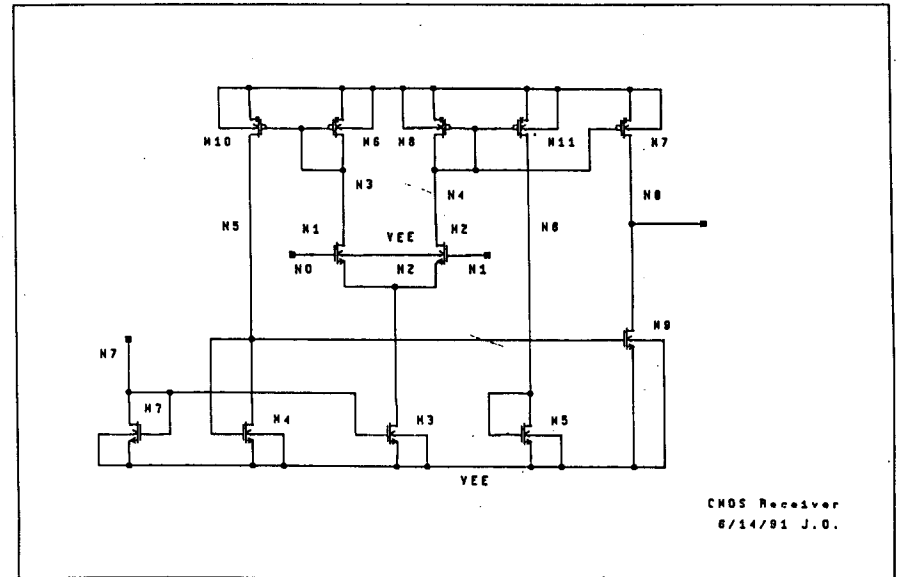 M10 M6 M8 M11 M7
N3 N4 N8
N5 M1 VEE M2 N6
N0 N2 N1
M9
N7
M7 M4 M3 M5
VEE
CMOS Receiver
6/14/91 J.O.